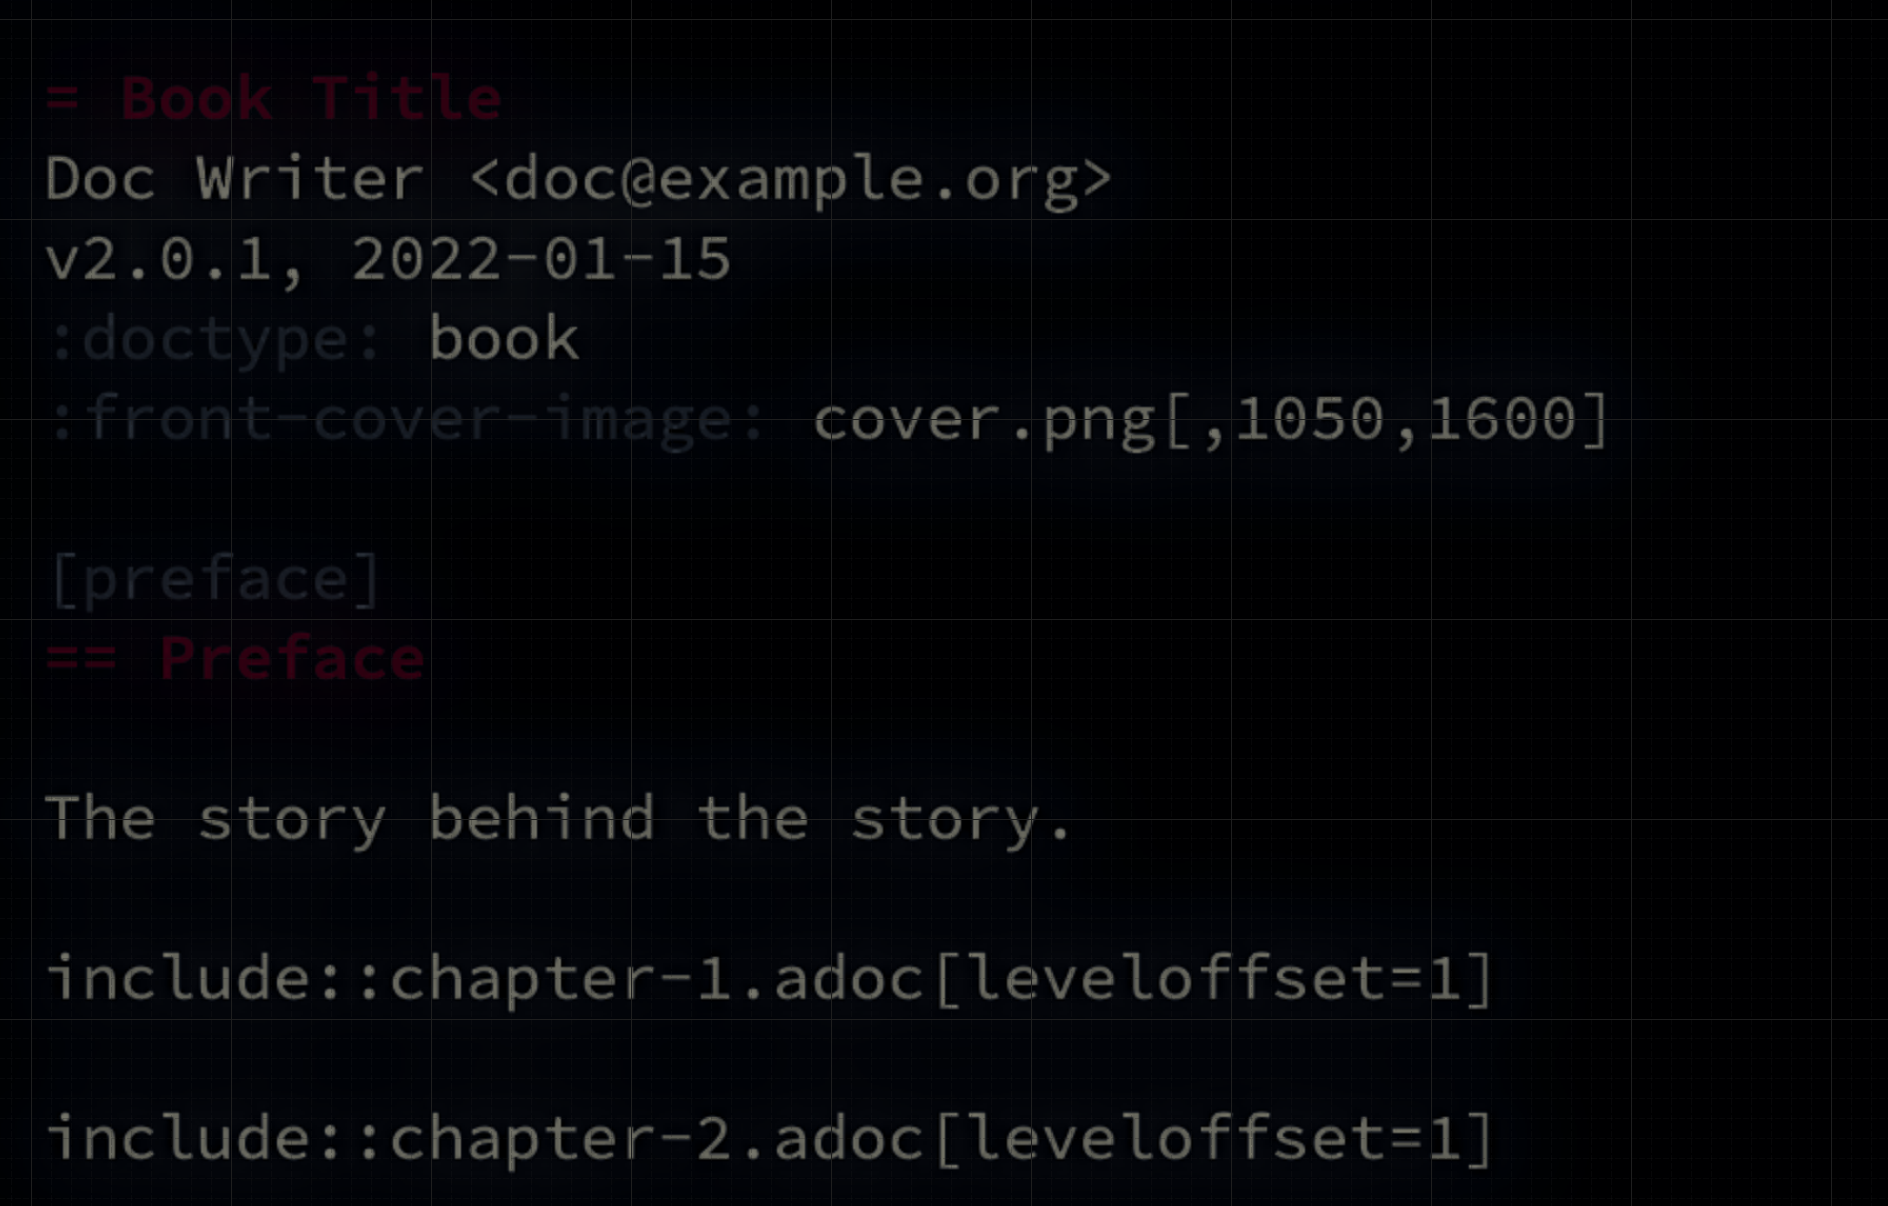 = Book Title
Doc Writer <doc@example.org>
v2.0.1, 2022-01-15
:doctype: book
:front-cover-image: cover.png[,1050,1600]
[preface]
== Preface
The story behind the story.
include::chapter-1.adoc[leveloffset=1]
include::chapter-2.adoc[leveloffset=1]